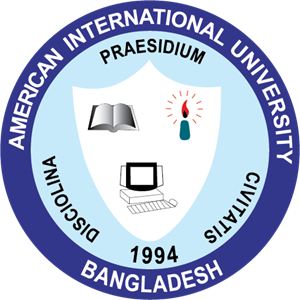 AMERICAN INTERNATIONAL UNIVERSITY
PRAESIDIUM
DISCIOLINA
CIVITATIS
1994
BANGLADESH